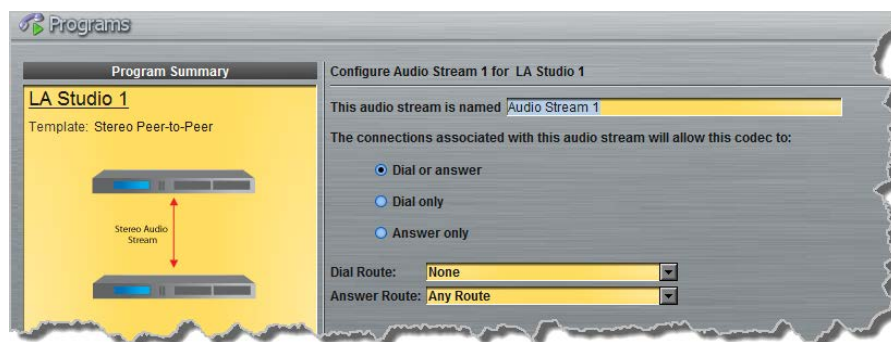 Programs
Program Summary
LA Studio 1
Template: Stereo Peer-to-Peer
Stereo Audio
Stream
Configure Audio Stream 1 for LA Studio 1
This audio stream is named Audio Stream 1
The connections associated with this audio stream will allow this codec to:
Dial or answer
Dial only
Answer only
Dial Route: None
Answer Route: Any Route